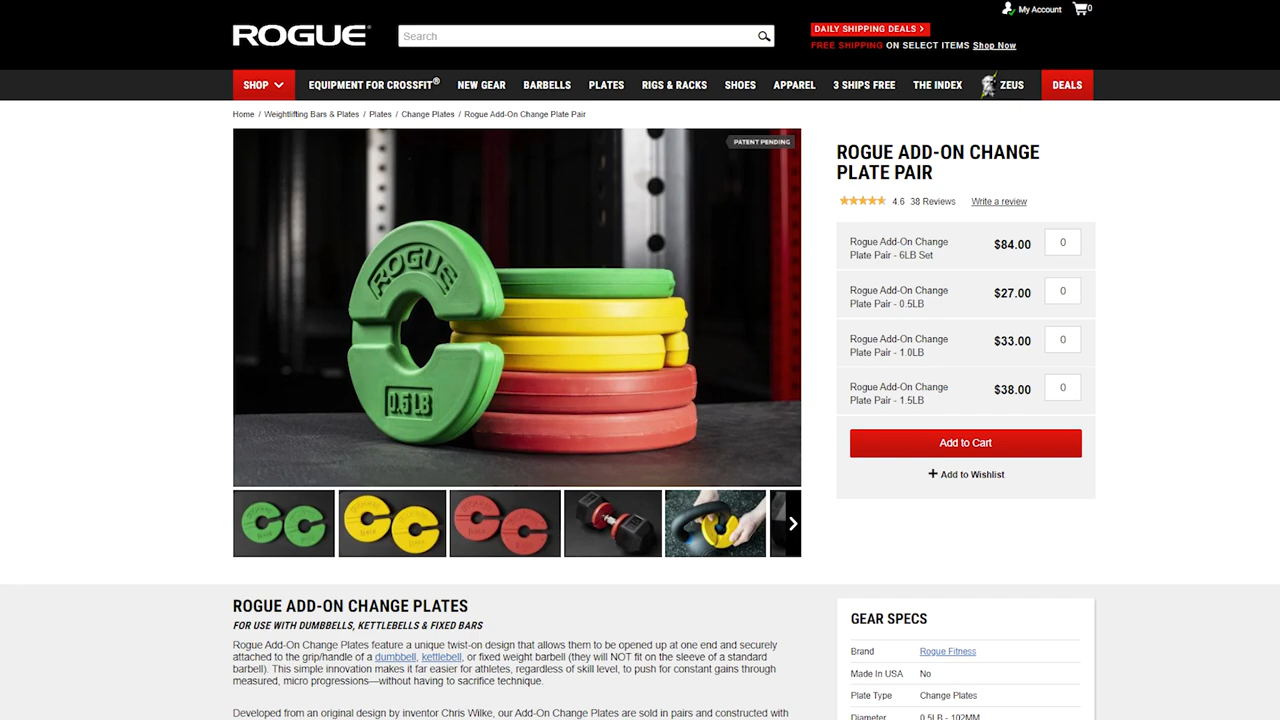 My Account
0
ROGUE®
Search
DAILY SHIPPING DEALS
FREE SHIPPING ON SELECT ITEMS Shop Now
SHOP
EQUIPMENT FOR CROSSFIT®
NEW GEAR
BARBELLS
PLATES
RIGS & RACKS
SHOES
APPAREL
3 SHIPS FREE
THE INDEX
ZEUS
DEALS
Home / Weightlifting Bars & Plates / Plates / Change Plates / Rogue Add-On Change Plate Pair
PATENT PENDING
ROGUE
0.5LB
ROGUE ADD-ON CHANGE
PLATE PAIR
4.6 38 Reviews Write a review
Rogue Add-On Change
Plate Pair - 6LB Set
$84.00
0
Rogue Add-On Change
Plate Pair - 0.5LB
$27.00
0
Rogue Add-On Change
Plate Pair - 1.0LB
$33.00
0
Rogue Add-On Change
Plate Pair - 1.5LB
$38.00
0
Add to Cart
+ Add to Wishlist
ROGUE ADD-ON CHANGE PLATES
FOR USE WITH DUMBBELLS, KETTLEBELLS & FIXED BARS
Rogue Add-On Change Plates feature a unique twist-on design that allows them to be opened up at one end and securely
attached to the grip/handle of a dumbbell, kettlebell, or fixed weight barbell (they will NOT fit on the sleeve of a standard
barbell). This simple innovation makes it far easier for athletes, regardless of skill level, to push for constant gains through
measured, micro progressions—without having to sacrifice technique.
Developed from an original design by inventor Chris Wilke, our Add-On Change Plates are sold in pairs and constructed with
GEAR SPECS
Brand Rogue Fitness
Made In USA No
Plate Type Change Plates
Diameter 0.5LB - 102MM